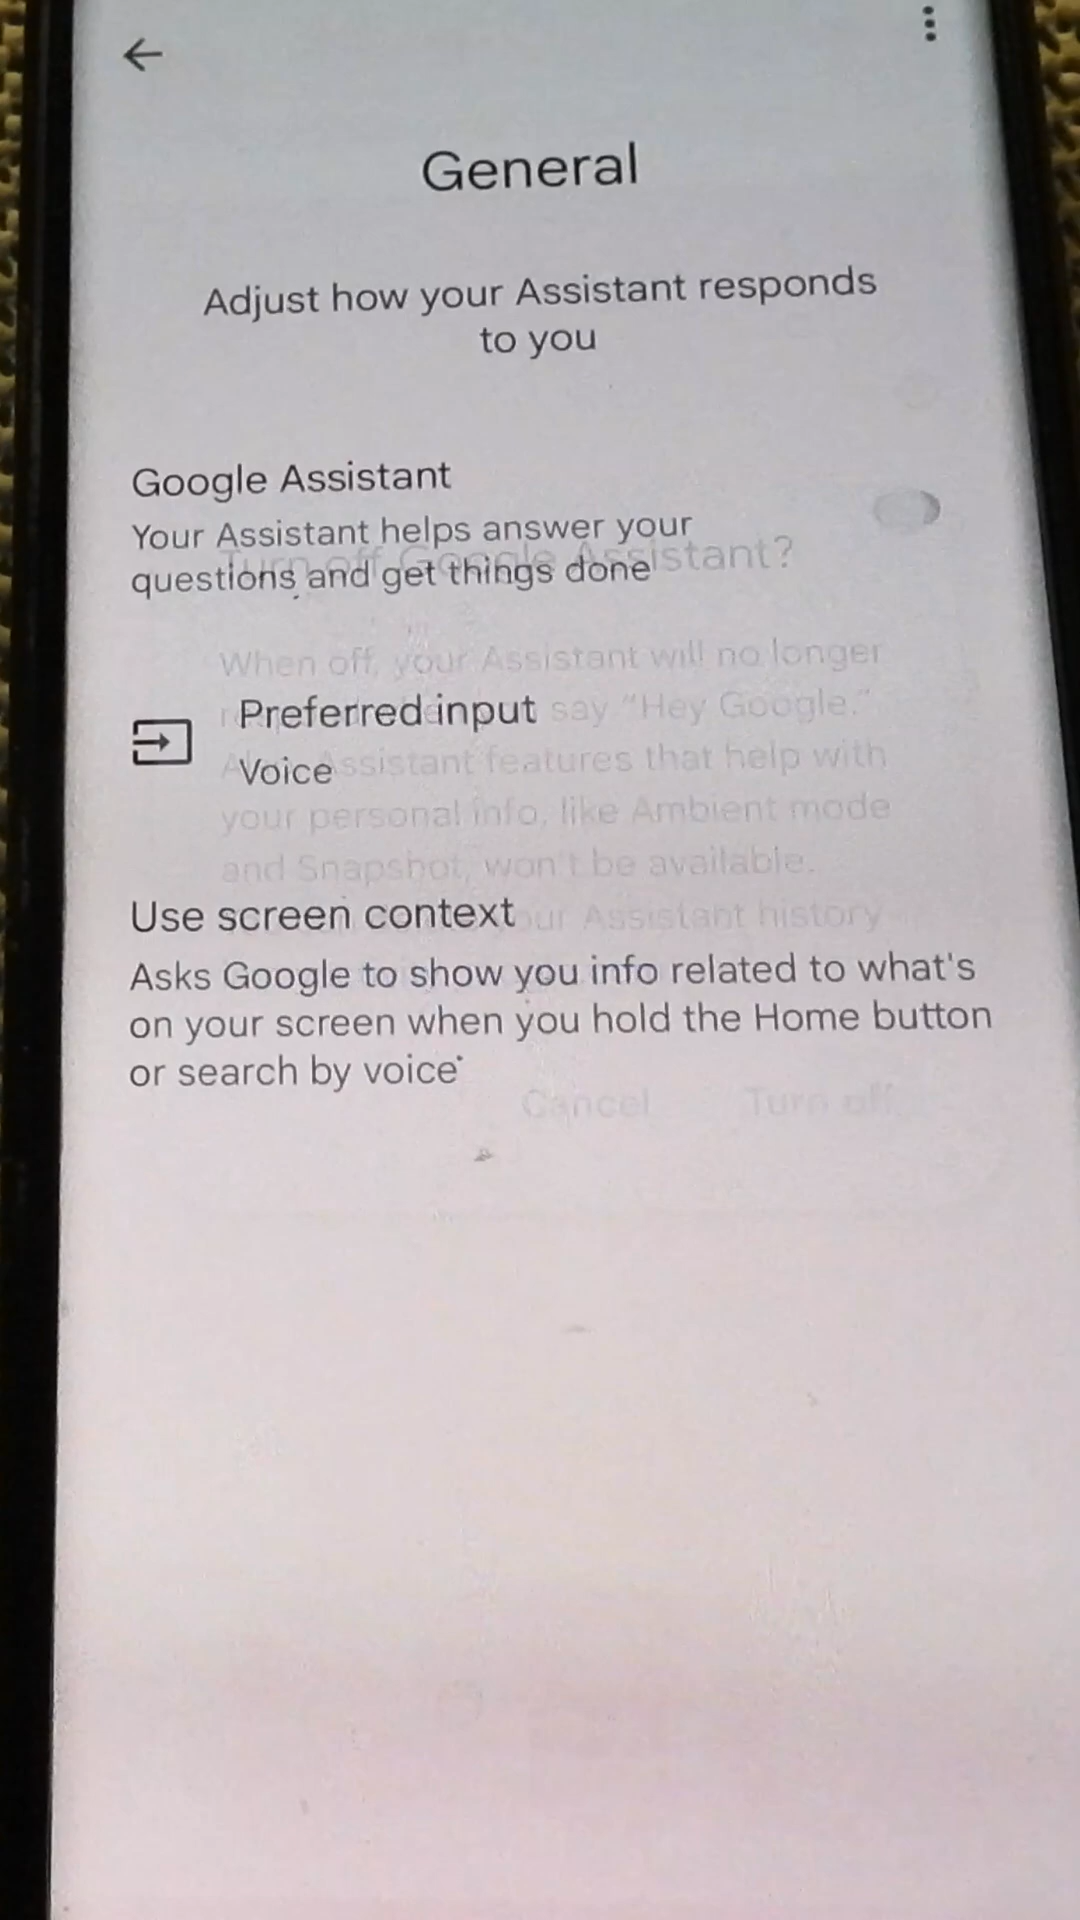 General
Adjust how your Assistant responds
to you
Google Assistant
Your Assistant helps answer your
questions and get things done
Turn off Google Assistant?
When off, your Assistant will no longer
say "Hey Google."
Assistant features that help with
your personal info, like Ambient mode
and Snapshot, won't be available.
Preferred input
Voice
Use screen context
your Assistant history
Asks Google to show you info related to what's
on your screen when you hold the Home button
or search by voice
Cancel
Turn off